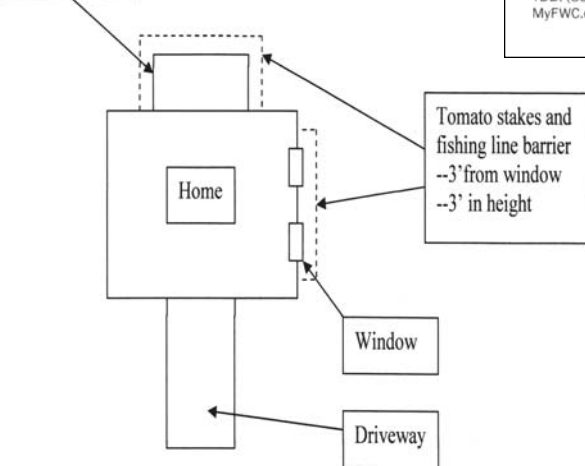 MyFWC.
Tomato stakes and
fishing line barrier
--3'from window
--3' in height
Home
Window
Driveway